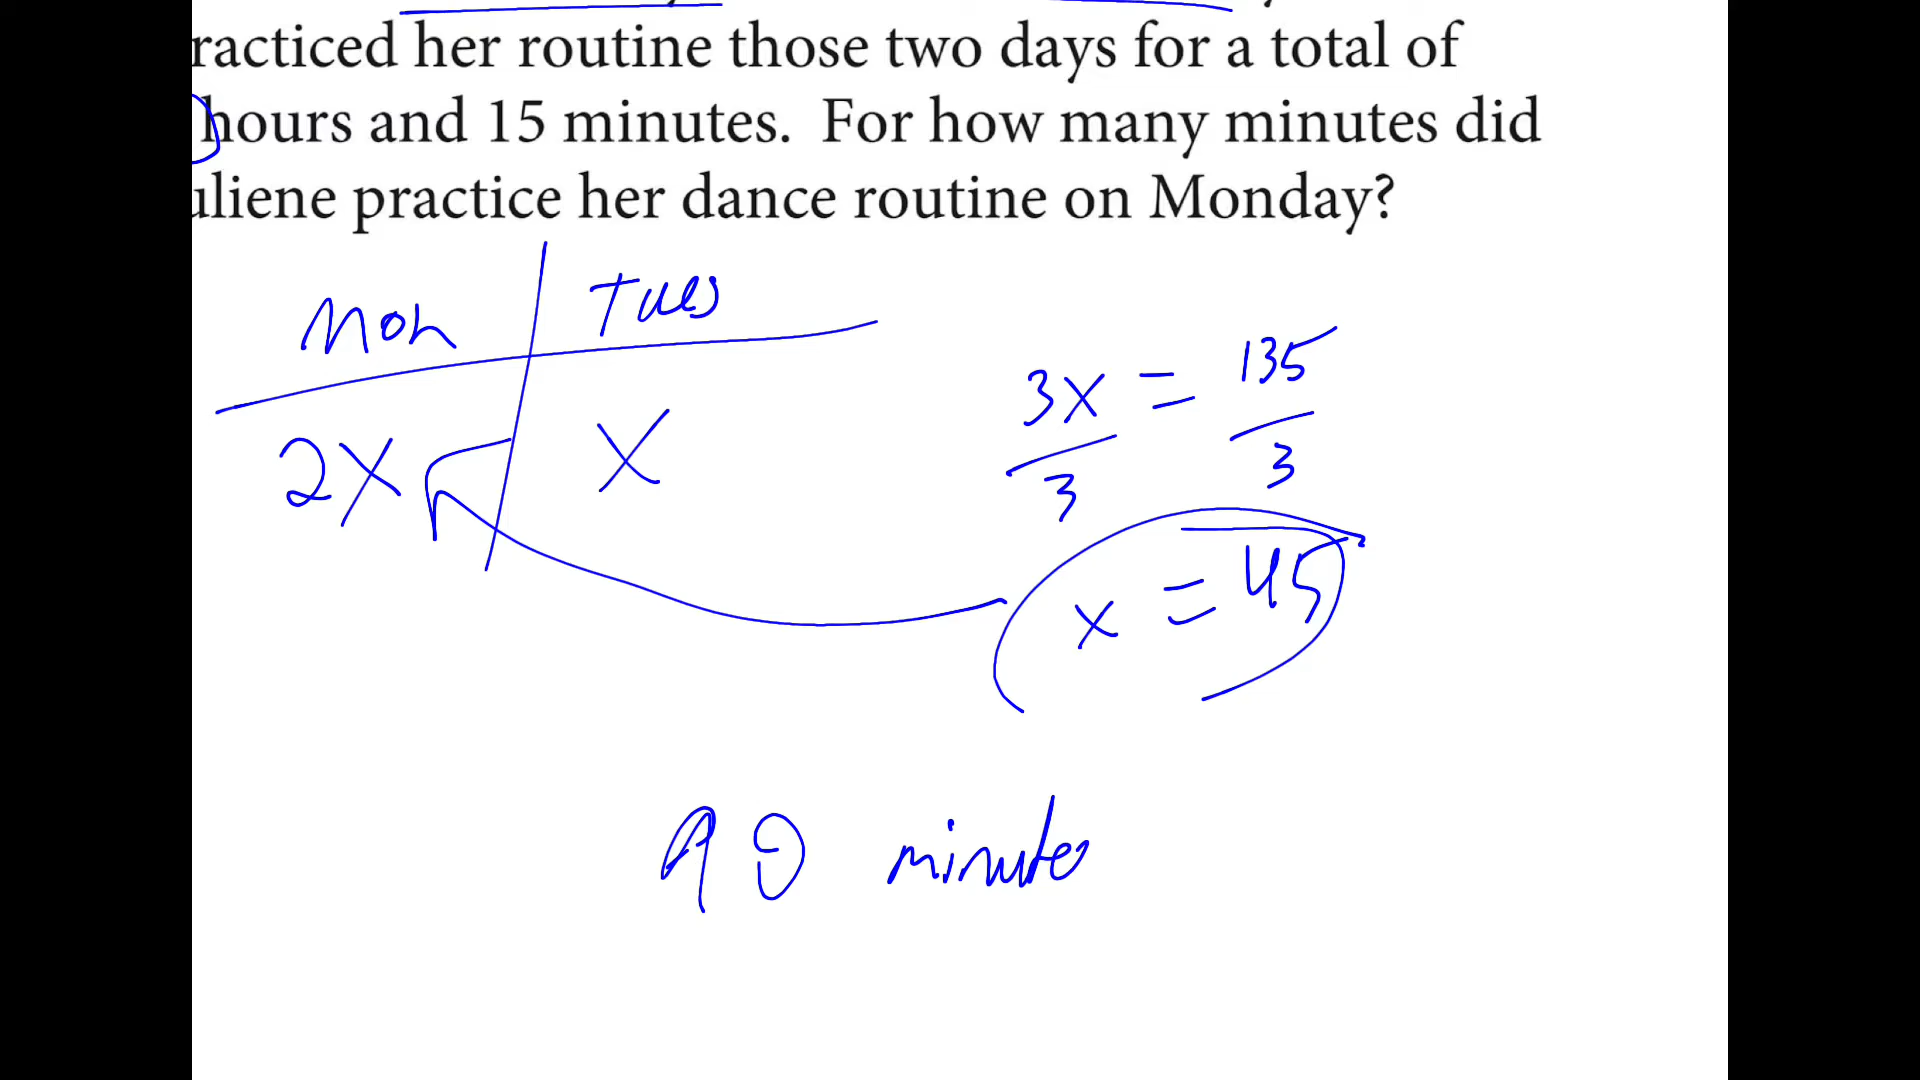 racticed her routine those two days for a total of
hours and 15 minutes. For how many minutes did
uliene practice her dance routine on Monday?
Mon Tues
2x x
3x = 135
3 3
x = 45
90 minutes